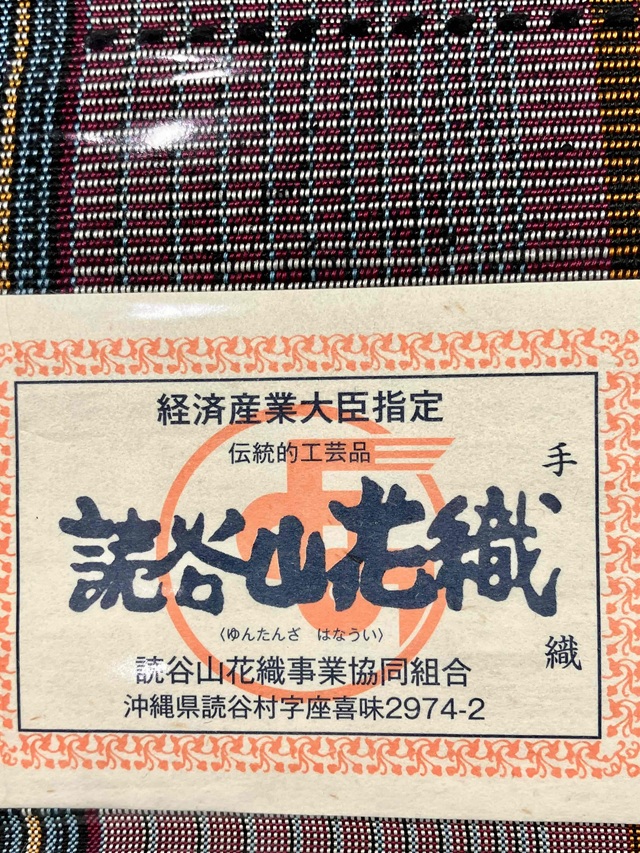 経済産業大臣指定
伝統的工芸品
読谷山花織
〈ゆんたんざ　はなうい〉
読谷山花織事業協同組合
沖縄県読谷村字座喜味2974-2
手織